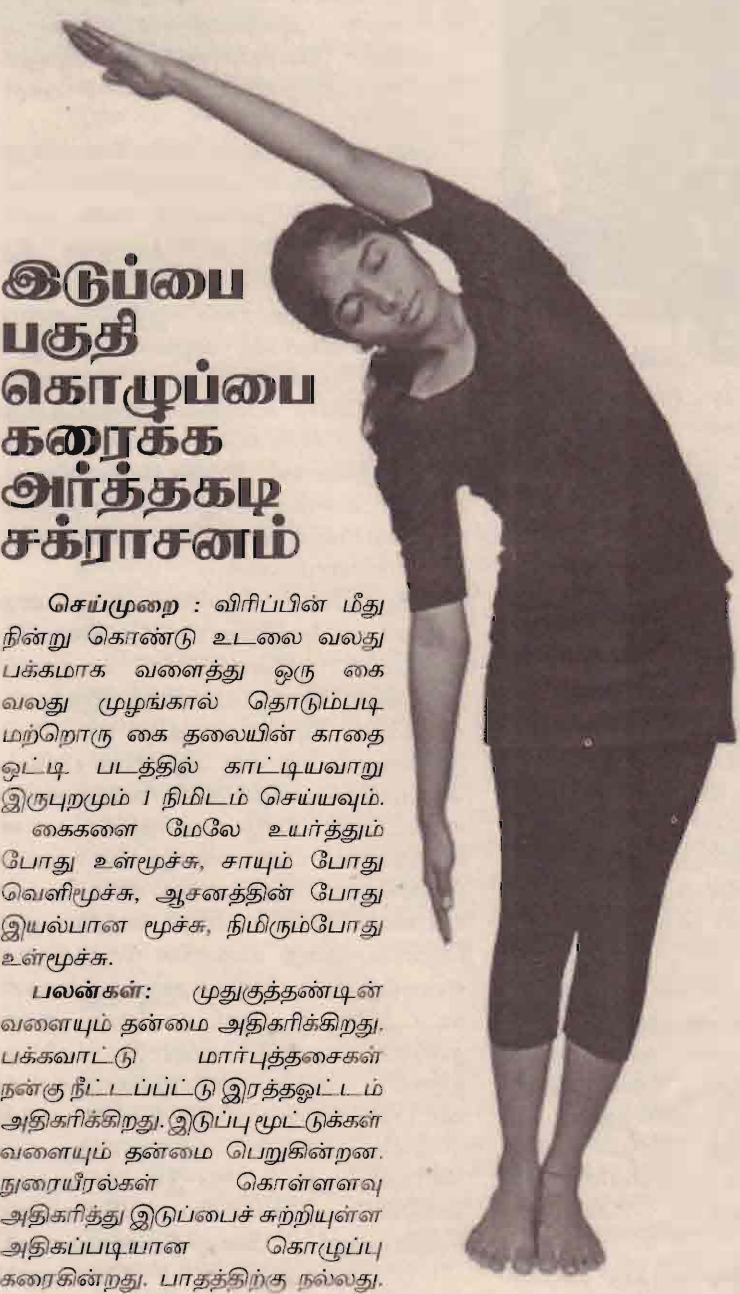 இடுப்பை
பகுதி
கொழுப்பை
கரைக்க
அர்த்தகடி
சக்ராசனம்
செய்முறை : விரிப்பின் மீது
நின்று கொண்டு உடலை வலது
பக்கமாக வளைத்து ஒரு கை
வலது முழங்கால் தொடும்படி
மற்றொரு கை தலையின் காதை
ஒட்டி படத்தில் காட்டியவாறு
இருபுறமும் 1 நிமிடம் செய்யவும்.
கைகளை மேலே உயர்த்தும்
போது உள்மூச்சு, சாயும் போது
வெளிமூச்சு, ஆசனத்தின் போது
இயல்பான மூச்சு, நிமிரும்போது
உள்மூச்சு.
பலன்கள்: முதுகுத்தண்டின்
வளையும் தன்மை அதிகரிக்கிறது.
பக்கவாட்டு மார்புத்தசைகள்
நன்கு நீட்டப்ப்ட்டு இரத்தஓட்டம்
அதிகரிக்கிறது. இடுப்பு மூட்டுக்கள்
வளையும் தன்மை பெறுகின்றன.
நுரையீரல்கள் கொள்ளளவு
அதிகரித்து இடுப்பைச் சுற்றியுள்ள
அதிகப்படியான கொழுப்பு
கரைகின்றது. பாதத்திற்கு நல்லது.